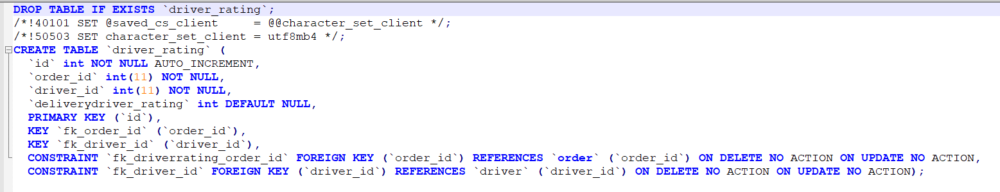 DROP TABLE IF EXISTS `driver_rating`;
/*!40101 SET @saved_cs_client     = @@character_set_client */;
/*!50503 SET character_set_client = utf8mb4 */;
CREATE TABLE `driver_rating` (
  `id` int NOT NULL AUTO_INCREMENT,
  `order_id` int(11) NOT NULL,
  `driver_id` int(11) NOT NULL,
  `deliverydriver_rating` int DEFAULT NULL,
  PRIMARY KEY (`id`),
  KEY `fk_order_id` (`order_id`),
  KEY `fk_driver_id` (`driver_id`),
  CONSTRAINT `fk_driverrating_order_id` FOREIGN KEY (`order_id`) REFERENCES `order` (`order_id`) ON DELETE NO ACTION ON UPDATE NO ACTION,
  CONSTRAINT `fk_driver_id` FOREIGN KEY (`driver_id`) REFERENCES `driver` (`driver_id`) ON DELETE NO ACTION ON UPDATE NO ACTION);